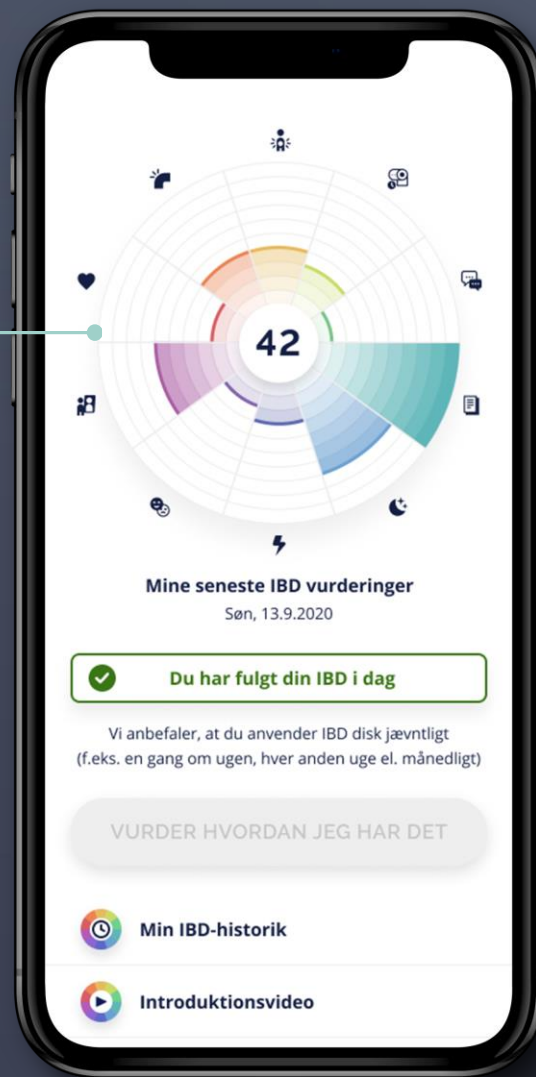 42
Mine seneste IBD vurderinger
Søn, 13.9.2020
Du har fulgt din IBD i dag
Vi anbefaler, at du anvender IBD disk jævntligt
(f.eks. en gang om ugen, hver anden uge el. månedligt)
VURDER HVORDAN JEG HAR DET
Min IBD-historik
Introduktionsvideo